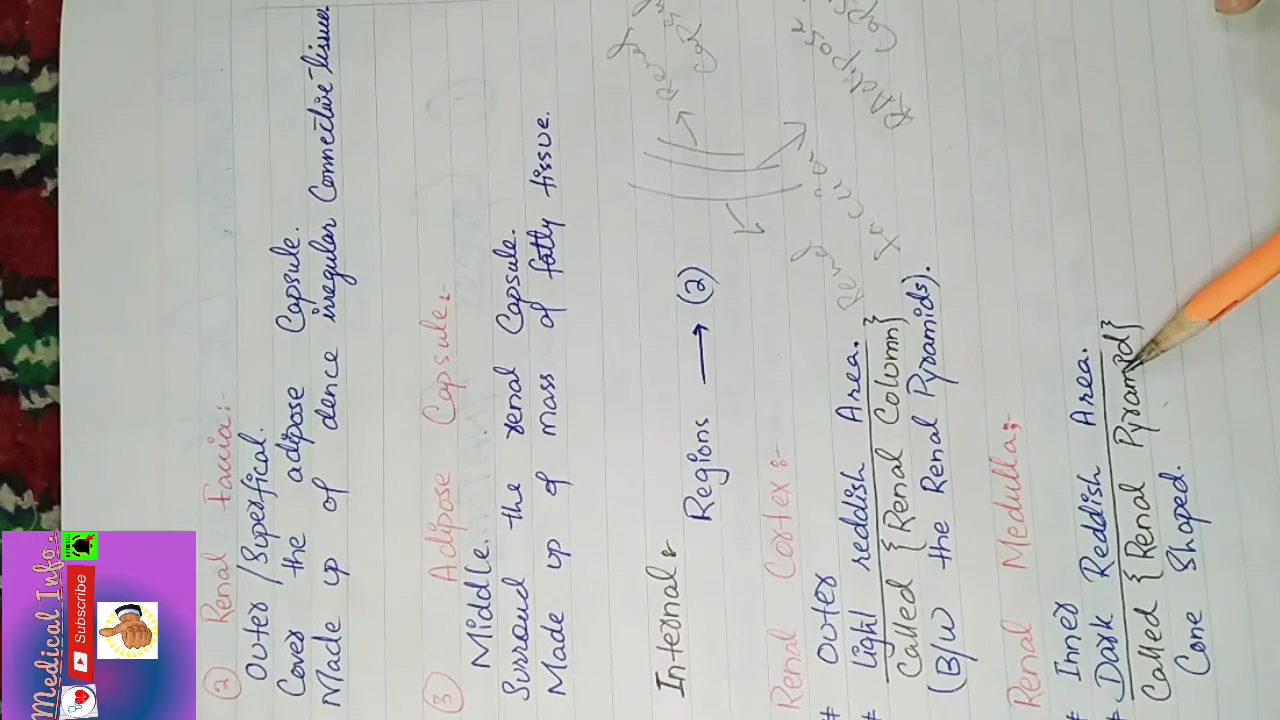 ② Renal Facia:-
Outer / Superfical.
Cover the adipose Capsule.
Made up of dence irregular Connective tissue.
③ Adipose Capsule:-
Middle.
Surround the renal Capsule.
Made up of mass of fatty tissue.
Internal:
Regions → (2)
Renal Cortex:-
* Outer
* light reddish Area.
Called {Renal Column}
(B/W the Renal Pyramids).
Renal Medulla:-
* Inner
* Dark Reddish Area.
Called {Renal Pyramid}
Cone Shaped.
Medical Info.
Subscribe